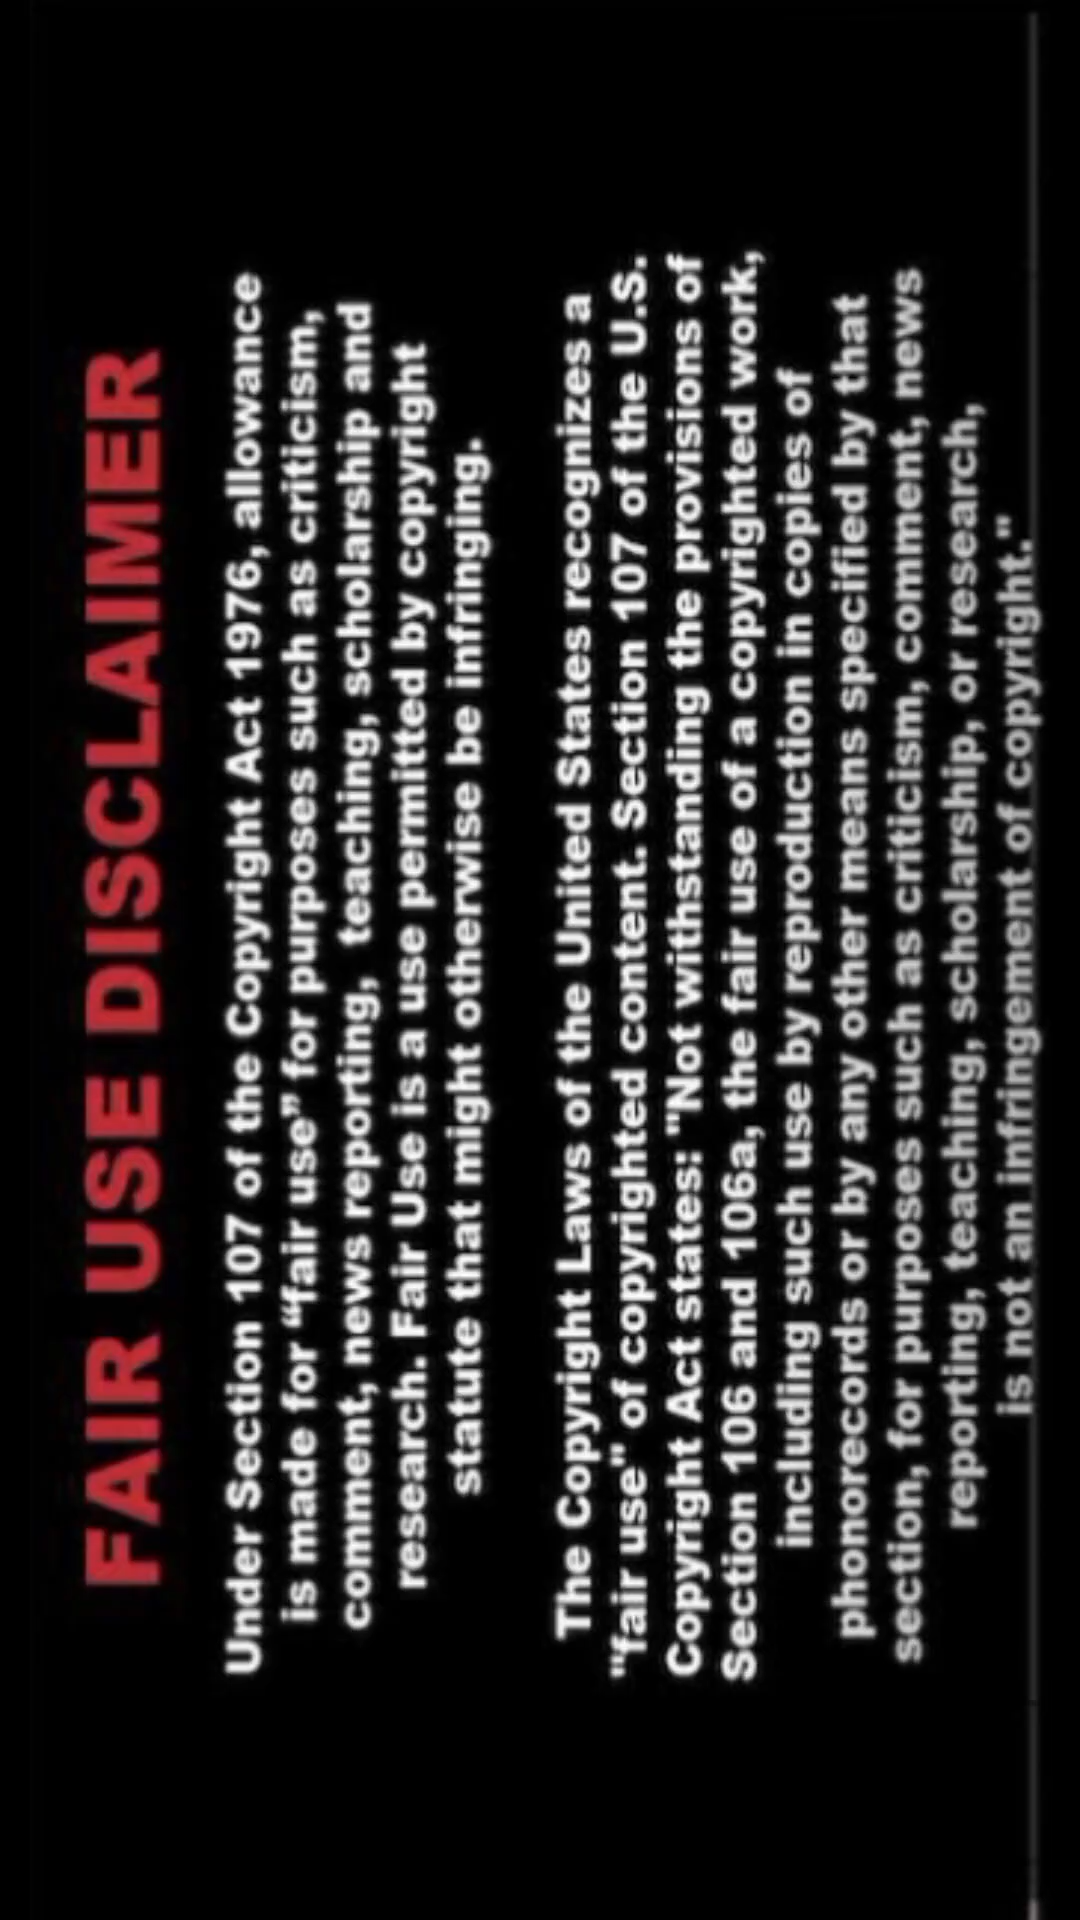 FAIR USE DISCLAIMER
Under Section 107 of the Copyright Act 1976, allowance
is made for “fair use” for purposes such as criticism,
comment, news reporting, teaching, scholarship and
research. Fair Use is a use permitted by copyright
statute that might otherwise be infringing.
The Copyright Laws of the United States recognizes a
"fair use" of copyrighted content. Section 107 of the U.S.
Copyright Act states: "Not withstanding the provisions of
Section 106 and 106a, the fair use of a copyrighted work,
including such use by reproduction in copies of
phonorecords or by any other means specified by that
section, for purposes such as criticism, comment, news
reporting, teaching, scholarship, or research,
is not an infringement of copyright."